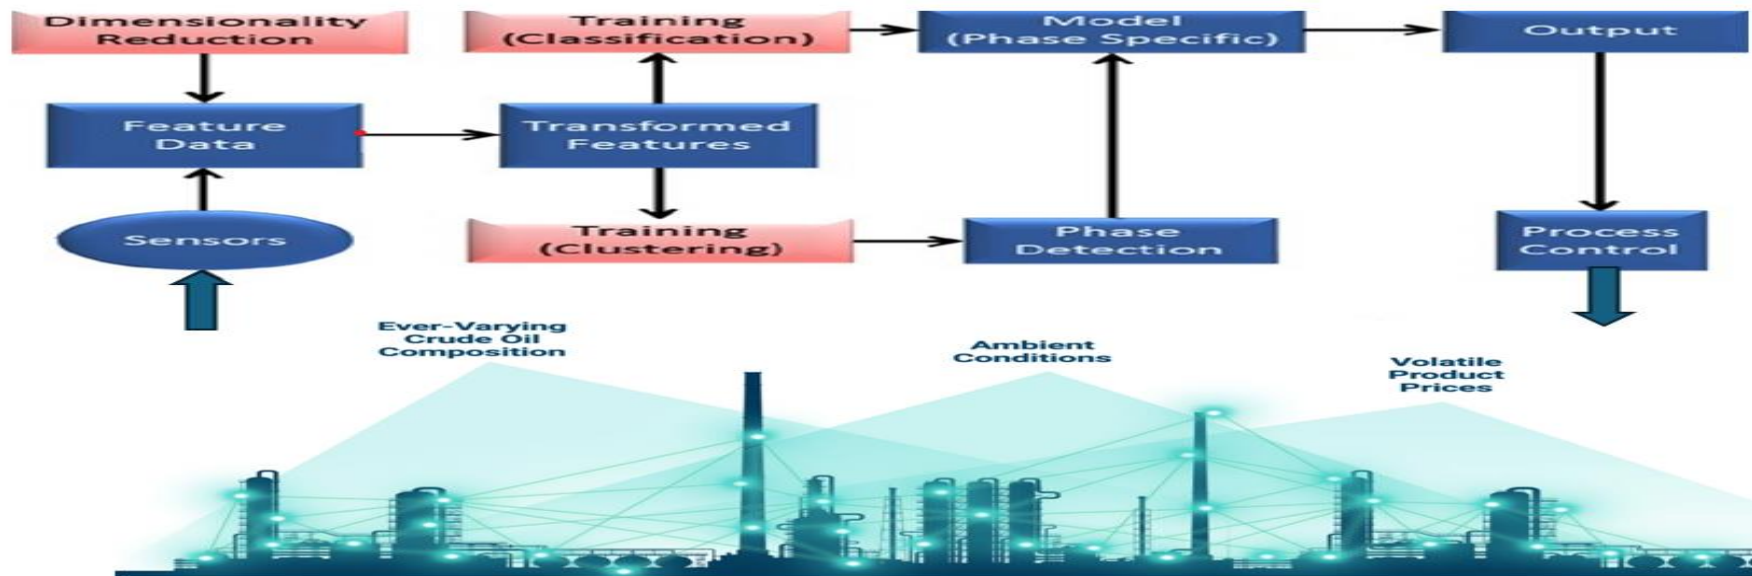 Dimensionality
Reduction
Training
(Classification)
Model
(Phase Specific)
Output
Feature
Data
Transformed
Features
Sensors
Training
(Clustering)
Phase
Detection
Process
Control
Ever-Varying
Crude Oil
Composition
Ambient
Conditions
Volatile
Product
Prices